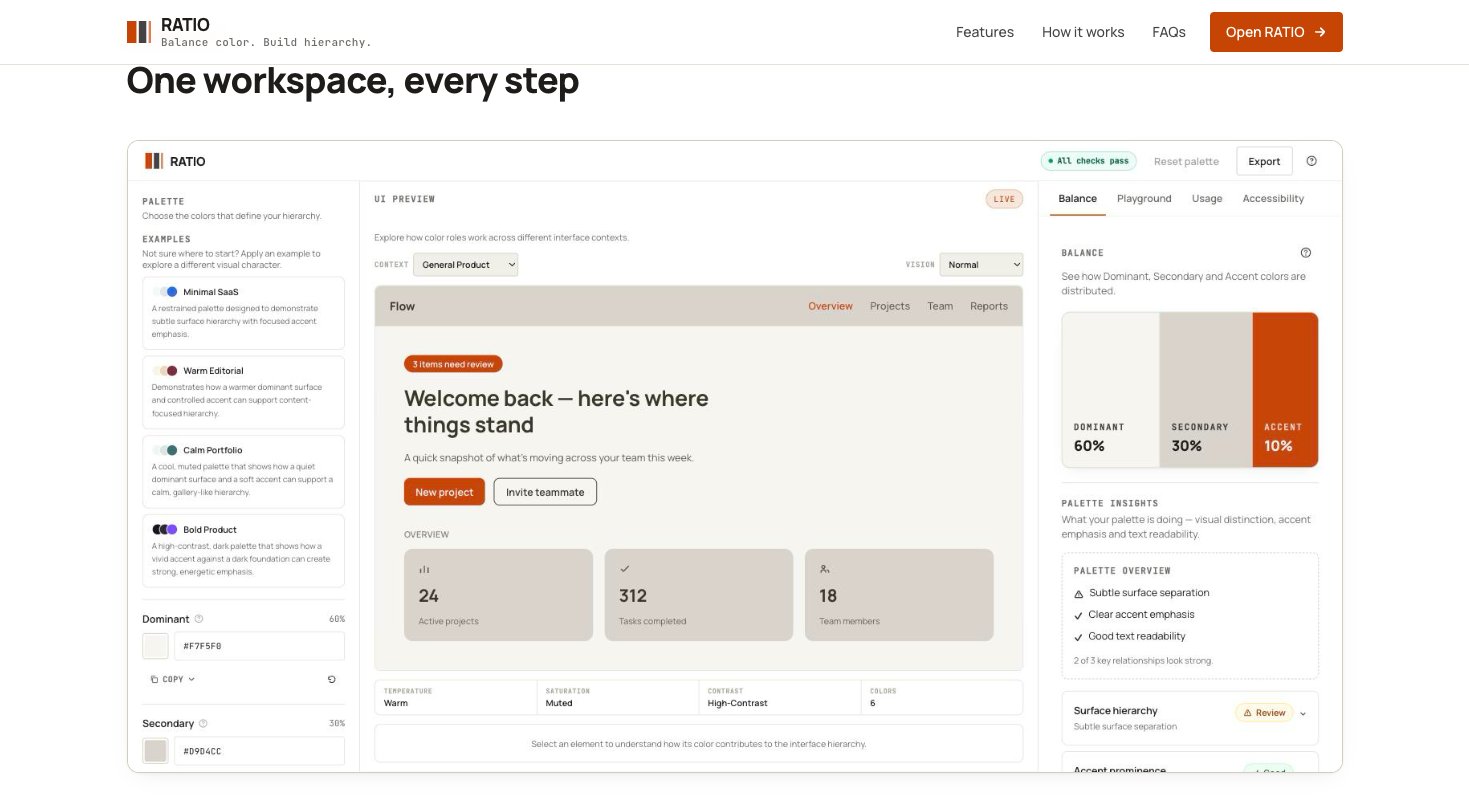 RATIO
Balance color. Build hierarchy.
Features
How it works
FAQs
Open RATIO
One workspace, every step
RATIO
All checks pass
Reset palette
Export
PALETTE
Choose the colors that define your hierarchy.
EXAMPLES
Not sure where to start? Apply an example to
explore a different visual character.
Minimal SaaS
A restrained palette designed to demonstrate
subtle surface hierarchy with focused accent
emphasis.
Warm Editorial
Demonstrates how a warmer dominant surface
and controlled accent can support content-
focused hierarchy.
Calm Portfolio
A cool, muted palette that shows how a quiet
dominant surface and a soft accent can support a
calm, gallery-like hierarchy.
Bold Product
A high-contrast, dark palette that shows how a
vivid accent against a dark foundation can create
strong, energetic emphasis.
Dominant
60%
#F7F5F0
COPY
Secondary
30%
#D9D4CC
UI PREVIEW
LIVE
Explore how color roles work across different interface contexts.
CONTEXT
General Product
VISION
Normal
Flow
Overview
Projects
Team
Reports
3 items need review
Welcome back — here's where
things stand
A quick snapshot of what's moving across your team this week.
New project
Invite teammate
OVERVIEW
24
Active projects
312
Tasks completed
18
Team members
TEMPERATURE
Warm
SATURATION
Muted
CONTRAST
High-Contrast
COLORS
6
Select an element to understand how its color contributes to the interface hierarchy.
Balance
Playground
Usage
Accessibility
BALANCE
See how Dominant, Secondary and Accent colors are
distributed.
DOMINANT
60%
SECONDARY
30%
ACCENT
10%
PALETTE INSIGHTS
What your palette is doing — visual distinction, accent
emphasis and text readability.
PALETTE OVERVIEW
Subtle surface separation
Clear accent emphasis
Good text readability
2 of 3 key relationships look strong.
Surface hierarchy
Review
Subtle surface separation
Accent prominence
Good